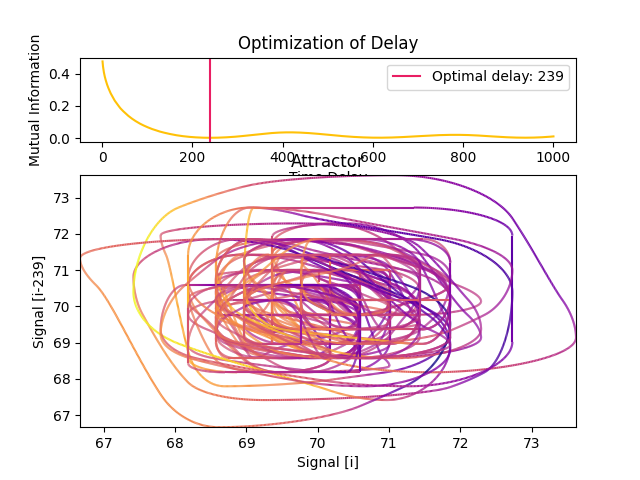 Optimization of Delay
Mutual Information
0.4
0.2
0.0
Optimal delay: 239
0 200 400 600 800 1000
Time Delay
Attractor
Signal [i-239]
73
72
71
70
69
68
67
67 68 69 70 71 72 73
Signal [i]